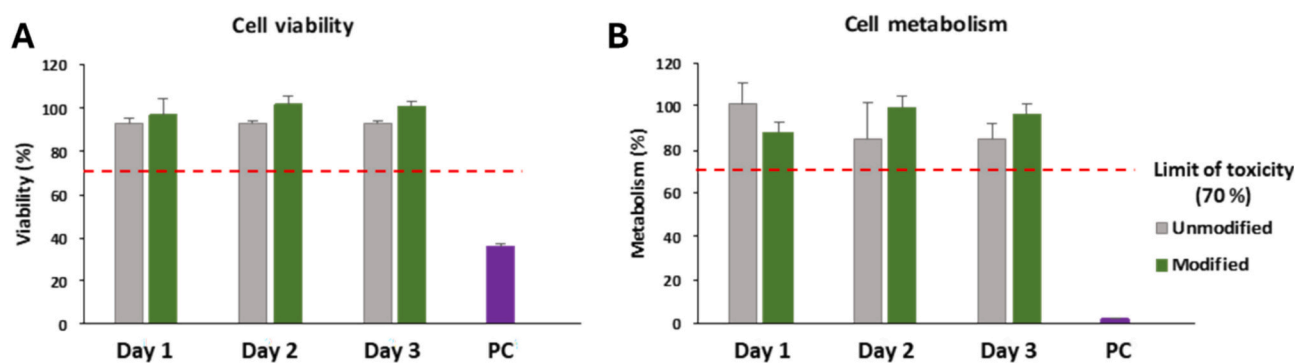 A
Cell viability
120
100
80
60
40
20
0
Viability (%)
Day 1
Day 2
Day 3
PC
B
Cell metabolism
120
100
80
60
40
20
0
Metabolism (%)
Day 1
Day 2
Day 3
PC
Limit of toxicity
(70 %)
Unmodified
Modified